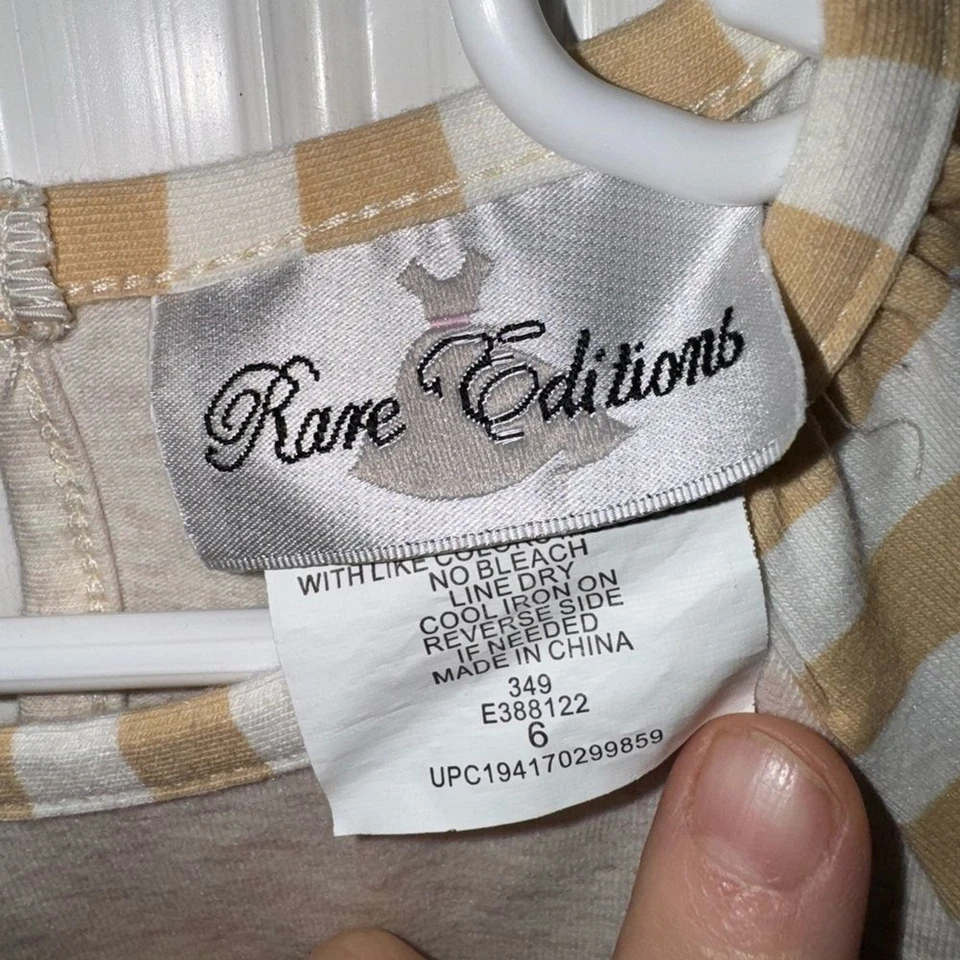 Rare Editions
WITH LIKE COLORS
NO BLEACH
LINE DRY
COOL IRON ON
REVERSE SIDE
IF NEEDED
MADE IN CHINA
349
E388122
6
UPC194170299859